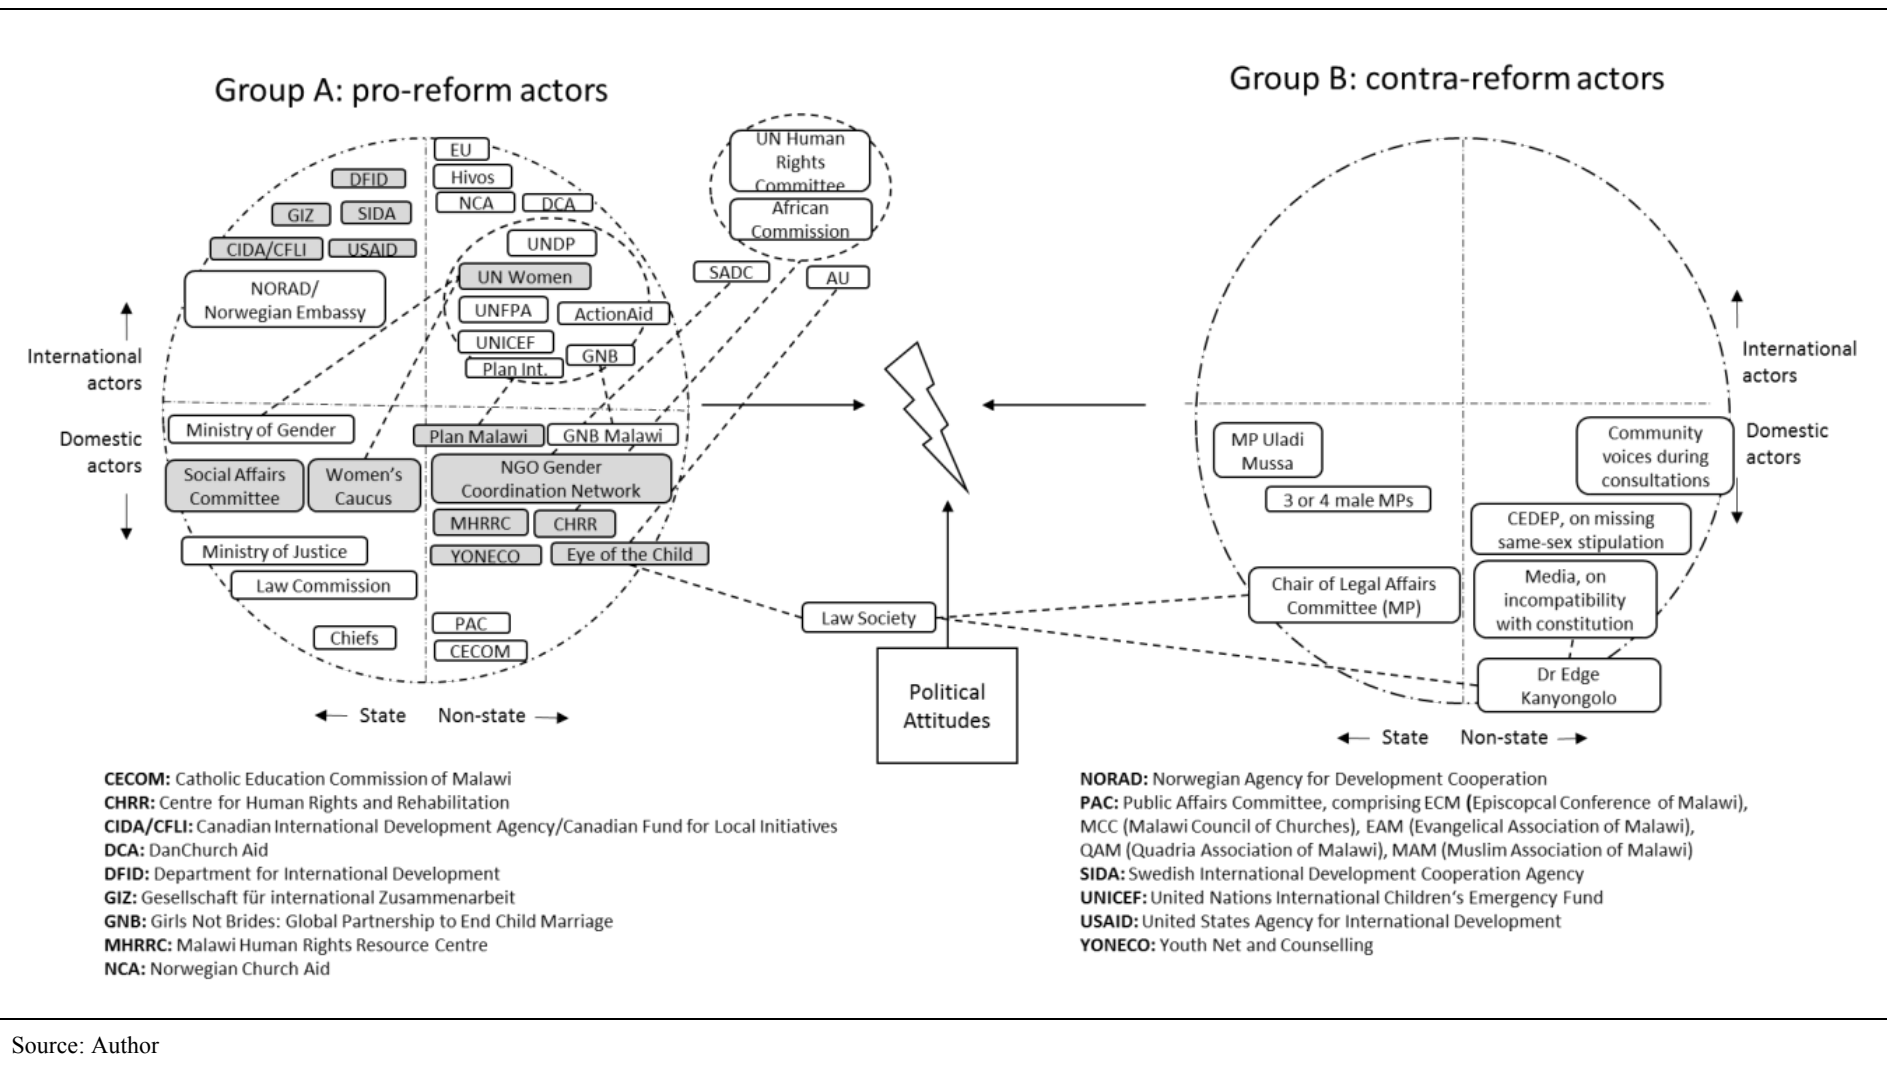 Group A: pro-reform actors
Group B: contra-reform actors
EU
Hivos
NCA
DCA
DFID
GIZ
SIDA
CIDA/CFLI
USAID
NORAD/
Norwegian Embassy
UNDP
UN Women
UNFPA
ActionAid
UNICEF
GNB
Plan Int.
UN Human
Rights
Committee
African
Commission
SADC
AU
International
actors
Domestic
actors
Ministry of Gender
Social Affairs
Committee
Women's
Caucus
Ministry of Justice
Law Commission
Chiefs
Plan Malawi
GNB Malawi
NGO Gender
Coordination Network
MHRRC
CHRR
YONECO
Eye of the Child
PAC
CECOM
State
Non-state
Law Society
Political
Attitudes
International
actors
Domestic
actors
MP Uladi
Mussa
3 or 4 male MPs
Chair of Legal Affairs
Committee (MP)
Community
voices during
consultations
CEDEP, on missing
same-sex stipulation
Media, on
incompatibility
with constitution
Dr Edge
Kanyongolo
State
Non-state
CECOM: Catholic Education Commission of Malawi
CHRR: Centre for Human Rights and Rehabilitation
CIDA/CFLI: Canadian International Development Agency/Canadian Fund for Local Initiatives
DCA: DanChurch Aid
DFID: Department for International Development
GIZ: Gesellschaft für international Zusammenarbeit
GNB: Girls Not Brides: Global Partnership to End Child Marriage
MHRRC: Malawi Human Rights Resource Centre
NCA: Norwegian Church Aid
NORAD: Norwegian Agency for Development Cooperation
PAC: Public Affairs Committee, comprising ECM (Episcopcal Conference of Malawi),
MCC (Malawi Council of Churches), EAM (Evangelical Association of Malawi),
QAM (Quadria Association of Malawi), MAM (Muslim Association of Malawi)
SIDA: Swedish International Development Cooperation Agency
UNICEF: United Nations International Children's Emergency Fund
USAID: United States Agency for International Development
YONECO: Youth Net and Counselling
Source: Author